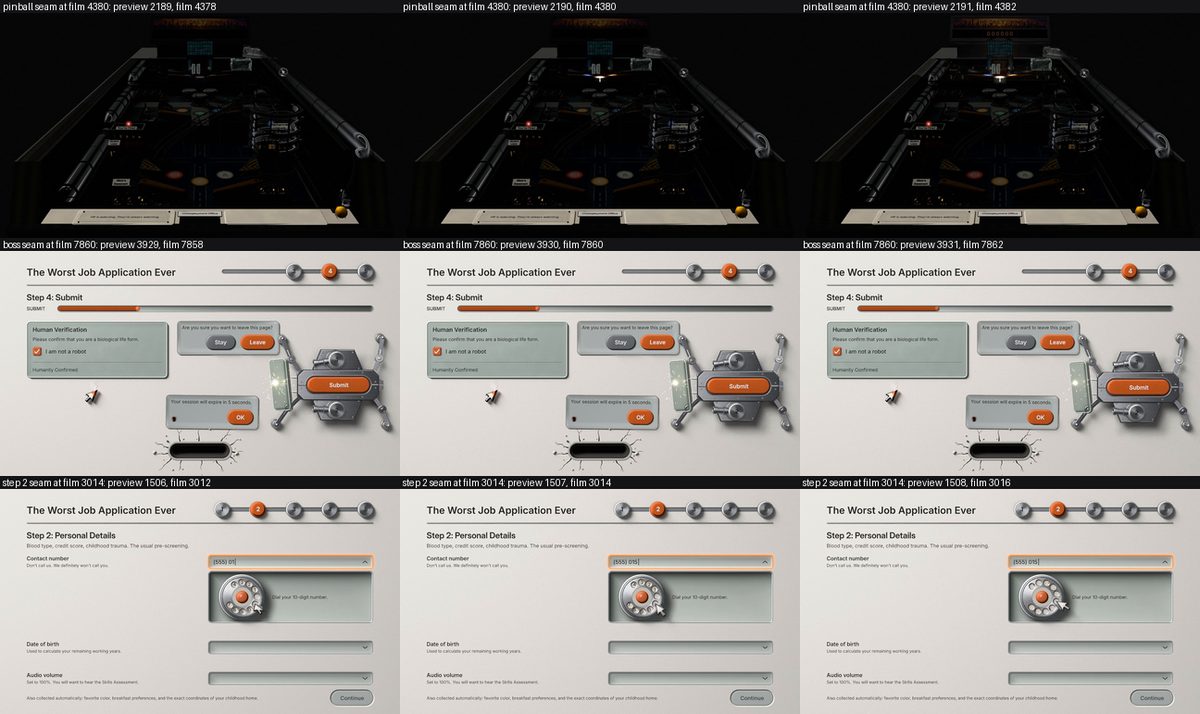 pinball seam at film 4380: preview 2189, film 4378
pinball seam at film 4380: preview 2190, film 4380
pinball seam at film 4380: preview 2191, film 4382
000000
boss seam at film 7860: preview 3929, film 7858
boss seam at film 7860: preview 3930, film 7860
boss seam at film 7860: preview 3931, film 7862
The Worst Job Application Ever
4
Step 4: Submit
SUBMIT
Human Verification
Please confirm that you are a biological life form.
I am not a robot
Humanity Confirmed
Are you sure you want to leave this page?
Stay
Leave
Submit
Your session will expire in 5 seconds.
OK
The Worst Job Application Ever
4
Step 4: Submit
SUBMIT
Human Verification
Please confirm that you are a biological life form.
I am not a robot
Humanity Confirmed
Are you sure you want to leave this page?
Stay
Leave
Submit
Your session will expire in 5 seconds.
OK
The Worst Job Application Ever
4
Step 4: Submit
SUBMIT
Human Verification
Please confirm that you are a biological life form.
I am not a robot
Humanity Confirmed
Are you sure you want to leave this page?
Stay
Leave
Submit
Your session will expire in 5 seconds.
OK
step 2 seam at film 3014: preview 1506, film 3012
step 2 seam at film 3014: preview 1507, film 3014
step 2 seam at film 3014: preview 1508, film 3016
The Worst Job Application Ever
2
Step 2: Personal Details
Blood type, credit score, childhood trauma. The usual pre-screening.
Contact number
Don't call us. We definitely won't call you.
(555) 01
Dial your 10-digit number.
Date of birth
Used to calculate your remaining working years.
Audio volume
Set to 100%. You will want to hear the Skills Assessment.
Also collected automatically: favorite color, breakfast preferences, and the exact coordinates of your childhood home.
Continue
The Worst Job Application Ever
2
Step 2: Personal Details
Blood type, credit score, childhood trauma. The usual pre-screening.
Contact number
Don't call us. We definitely won't call you.
(555) 015
Dial your 10-digit number.
Date of birth
Used to calculate your remaining working years.
Audio volume
Set to 100%. You will want to hear the Skills Assessment.
Also collected automatically: favorite color, breakfast preferences, and the exact coordinates of your childhood home.
Continue
The Worst Job Application Ever
2
Step 2: Personal Details
Blood type, credit score, childhood trauma. The usual pre-screening.
Contact number
Don't call us. We definitely won't call you.
(555) 015
Dial your 10-digit number.
Date of birth
Used to calculate your remaining working years.
Audio volume
Set to 100%. You will want to hear the Skills Assessment.
Also collected automatically: favorite color, breakfast preferences, and the exact coordinates of your childhood home.
Continue